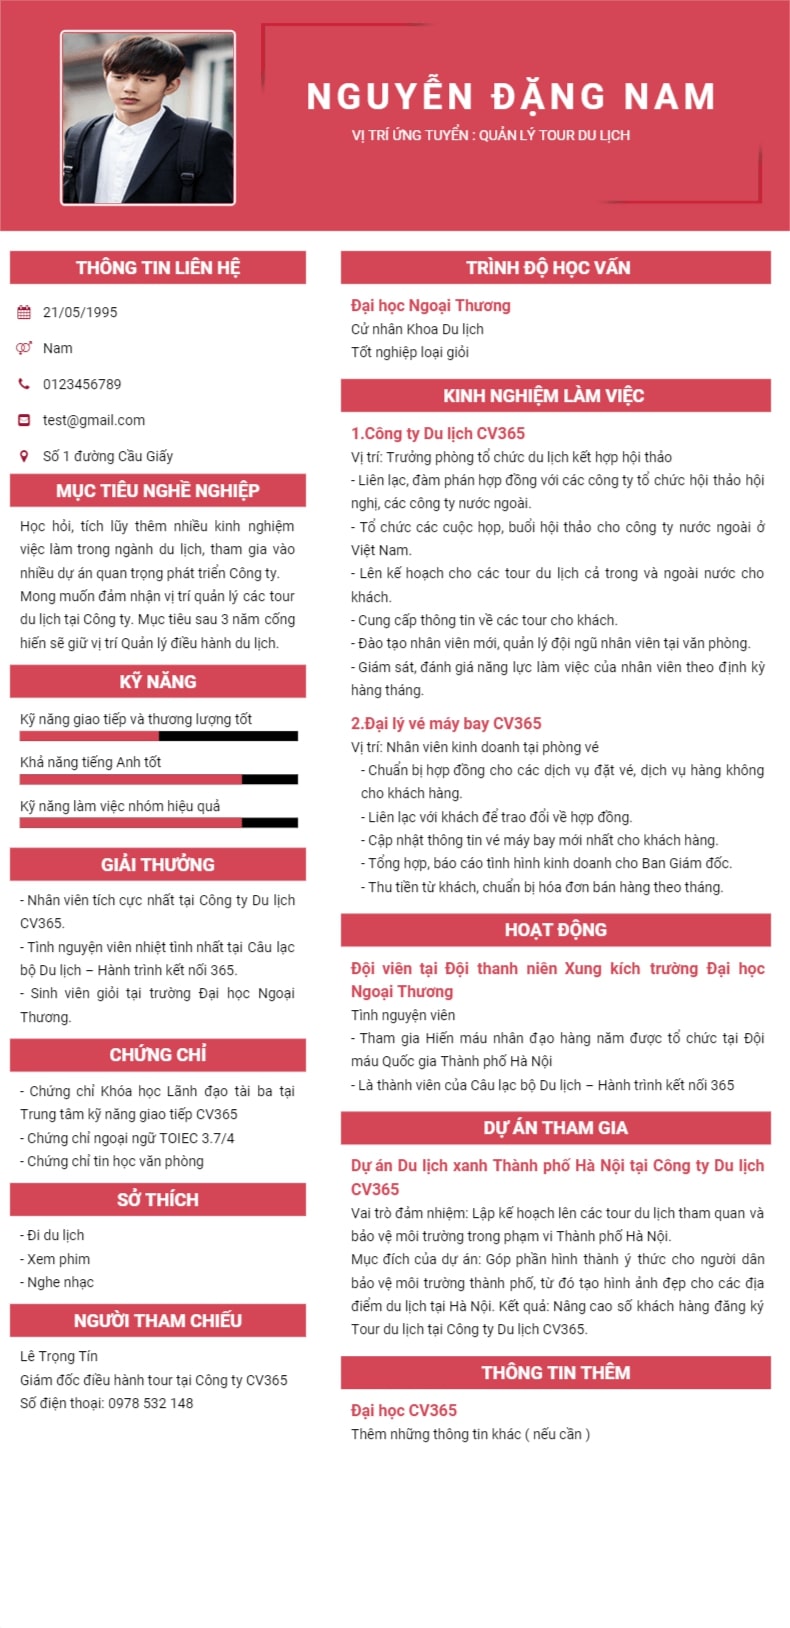 NGUYỄN ĐẶNG NAM
VỊ TRÍ ỨNG TUYỂN : QUẢN LÝ TOUR DU LỊCH
THÔNG TIN LIÊN HỆ
21/05/1995
Nam
0123456789
test@gmail.com
Số 1 đường Cầu Giấy
MỤC TIÊU NGHỀ NGHIỆP
Học hỏi, tích lũy thêm nhiều kinh nghiệm
việc làm trong ngành du lịch, tham gia vào
nhiều dự án quan trọng phát triển Công ty.
Mong muốn đảm nhận vị trí quản lý các tour
du lịch tại Công ty. Mục tiêu sau 3 năm cống
hiến sẽ giữ vị trí Quản lý điều hành du lịch.
KỸ NĂNG
Kỹ năng giao tiếp và thương lượng tốt
Khả năng tiếng Anh tốt
Kỹ năng làm việc nhóm hiệu quả
GIẢI THƯỞNG
- Nhân viên tích cực nhất tại Công ty Du lịch
CV365.
- Tình nguyện viên nhiệt tình nhất tại Câu lạc
bộ Du lịch – Hành trình kết nối 365.
- Sinh viên giỏi tại trường Đại học Ngoại
Thương.
CHỨNG CHỈ
- Chứng chỉ Khóa học Lãnh đạo tài ba tại
Trung tâm kỹ năng giao tiếp CV365
- Chứng chỉ ngoại ngữ TOIEC 3.7/4
- Chứng chỉ tin học văn phòng
SỞ THÍCH
- Đi du lịch
- Xem phim
- Nghe nhạc
NGƯỜI THAM CHIẾU
Lê Trọng Tín
Giám đốc điều hành tour tại Công ty CV365
Số điện thoại: 0978 532 148
TRÌNH ĐỘ HỌC VẤN
Đại học Ngoại Thương
Cử nhân Khoa Du lịch
Tốt nghiệp loại giỏi
KINH NGHIỆM LÀM VIỆC
1.Công ty Du lịch CV365
Vị trí: Trưởng phòng tổ chức du lịch kết hợp hội thảo
- Liên lạc, đàm phán hợp đồng với các công ty tổ chức hội thảo hội
nghị, các công ty nước ngoài.
- Tổ chức các cuộc họp, buổi hội thảo cho công ty nước ngoài ở
Việt Nam.
- Lên kế hoạch cho các tour du lịch cả trong và ngoài nước cho
khách.
- Cung cấp thông tin về các tour cho khách.
- Đào tạo nhân viên mới, quản lý đội ngũ nhân viên tại văn phòng.
- Giám sát, đánh giá năng lực làm việc của nhân viên theo định kỳ
hàng tháng.
2.Đại lý vé máy bay CV365
Vị trí: Nhân viên kinh doanh tại phòng vé
- Chuẩn bị hợp đồng cho các dịch vụ đặt vé, dịch vụ hàng không
cho khách hàng.
- Liên lạc với khách để trao đổi về hợp đồng.
- Cập nhật thông tin vé máy bay mới nhất cho khách hàng.
- Tổng hợp, báo cáo tình hình kinh doanh cho Ban Giám đốc.
- Thu tiền từ khách, chuẩn bị hóa đơn bán hàng theo tháng.
HOẠT ĐỘNG
Đội viên tại Đội thanh niên Xung kích trường Đại học
Ngoại Thương
Tình nguyện viên
- Tham gia Hiến máu nhân đạo hàng năm được tổ chức tại Đội
máu Quốc gia Thành phố Hà Nội
- Là thành viên của Câu lạc bộ Du lịch – Hành trình kết nối 365
DỰ ÁN THAM GIA
Dự án Du lịch xanh Thành phố Hà Nội tại Công ty Du lịch
CV365
Vai trò đảm nhiệm: Lập kế hoạch lên các tour du lịch tham quan và
bảo vệ môi trường trong phạm vi Thành phố Hà Nội.
Mục đích của dự án: Góp phần hình thành ý thức cho người dân
bảo vệ môi trường thành phố, từ đó tạo hình ảnh đẹp cho các địa
điểm du lịch tại Hà Nội. Kết quả: Nâng cao số khách hàng đăng ký
Tour du lịch tại Công ty Du lịch CV365.
THÔNG TIN THÊM
Đại học CV365
Thêm những thông tin khác ( nếu cần )